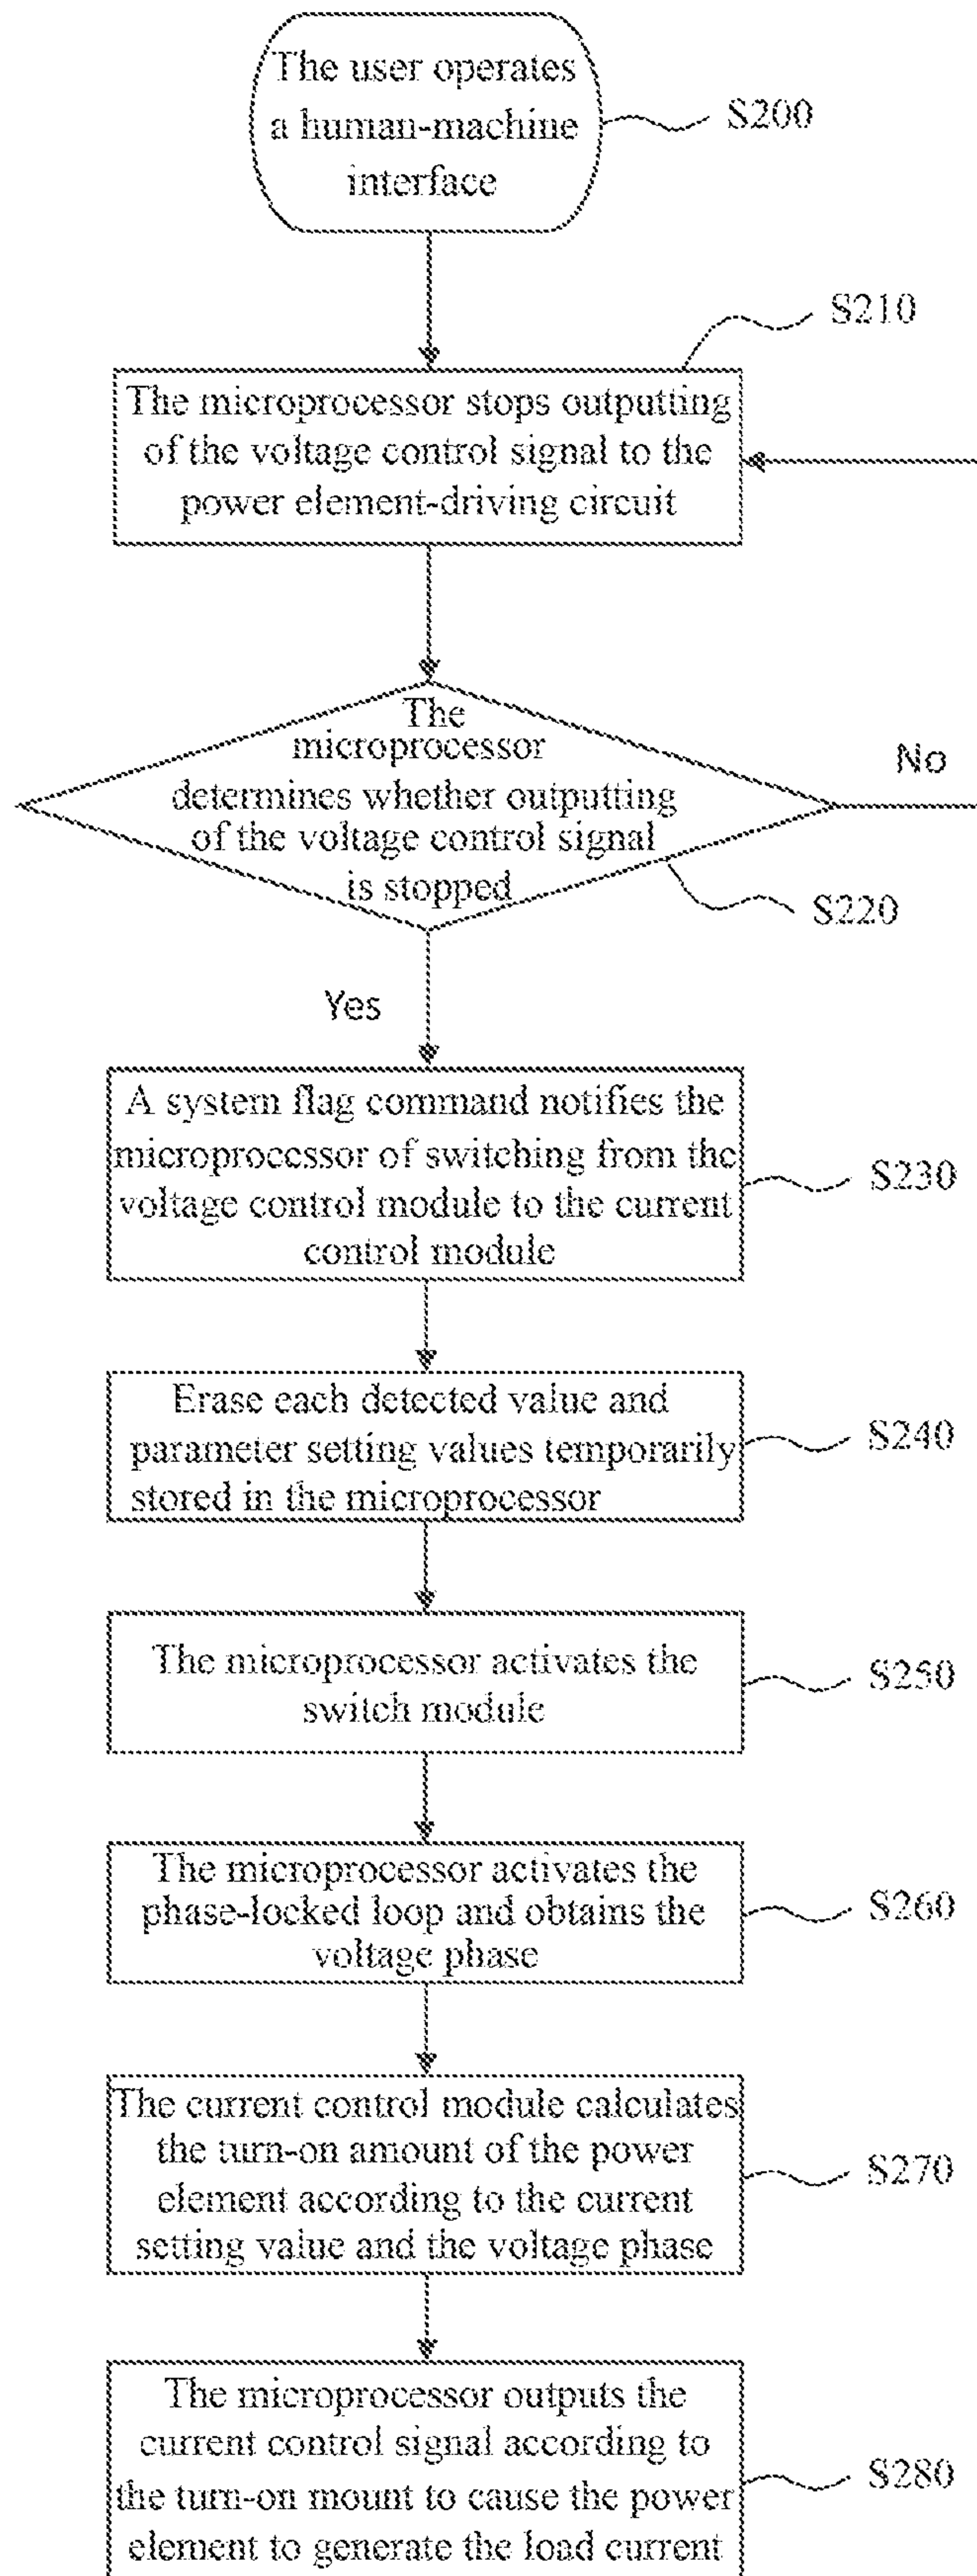 The user operates
a human-machine
interface
S200
S210
The microprocessor stops outputting
of the voltage control signal to the
power element-driving circuit
The
microprocessor
determines whether outputting
of the voltage control signal
is stopped
No
S220
Yes
A system flag command notifies the
microprocessor of switching from the
voltage control module to the current
control module
S230
Erase each detected value and
parameter setting values temporarily
stored in the microprocessor
S240
The microprocessor activates the
switch module
S250
The microprocessor activates the
phase-locked loop and obtains the
voltage phase
S260
The current control module calculates
the turn-on amount of the power
element according to the current
setting value and the voltage phase
S270
The microprocessor outputs the
current control signal according to
the turn-on mount to cause the power
element to generate the load current
S280